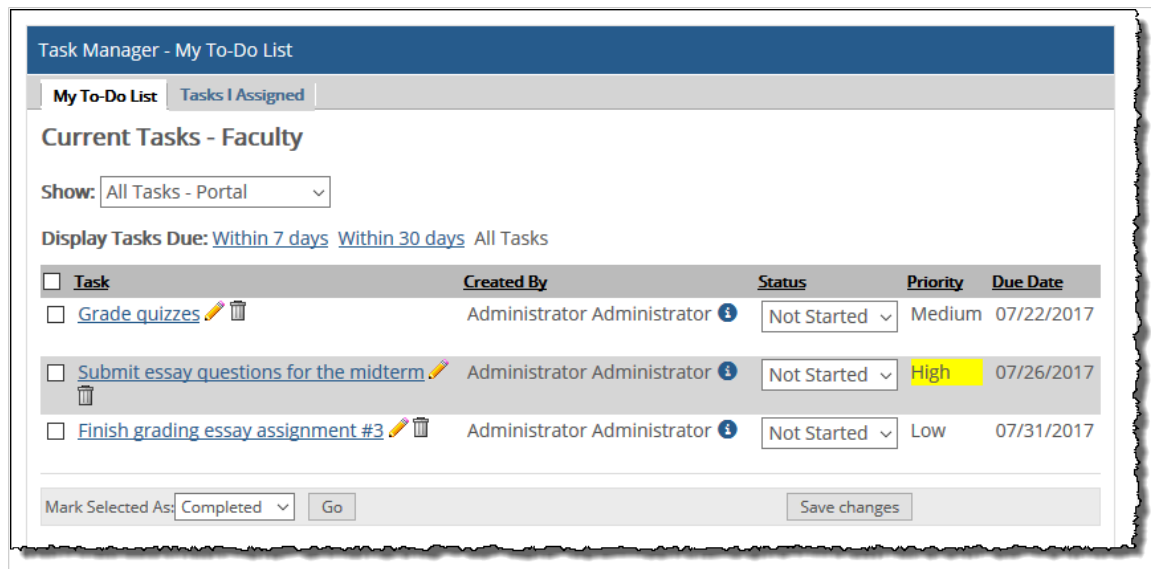 Task Manager - My To-Do List
My To-Do List Tasks I Assigned
Current Tasks - Faculty
Show: All Tasks - Portal
Display Tasks Due: Within 7 days Within 30 days All Tasks
Task Created By Status Priority Due Date
Grade quizzes Administrator Administrator Not Started Medium 07/22/2017
Submit essay questions for the midterm Administrator Administrator Not Started High 07/26/2017
Finish grading essay assignment #3 Administrator Administrator Not Started Low 07/31/2017
Mark Selected As: Completed Go Save changes